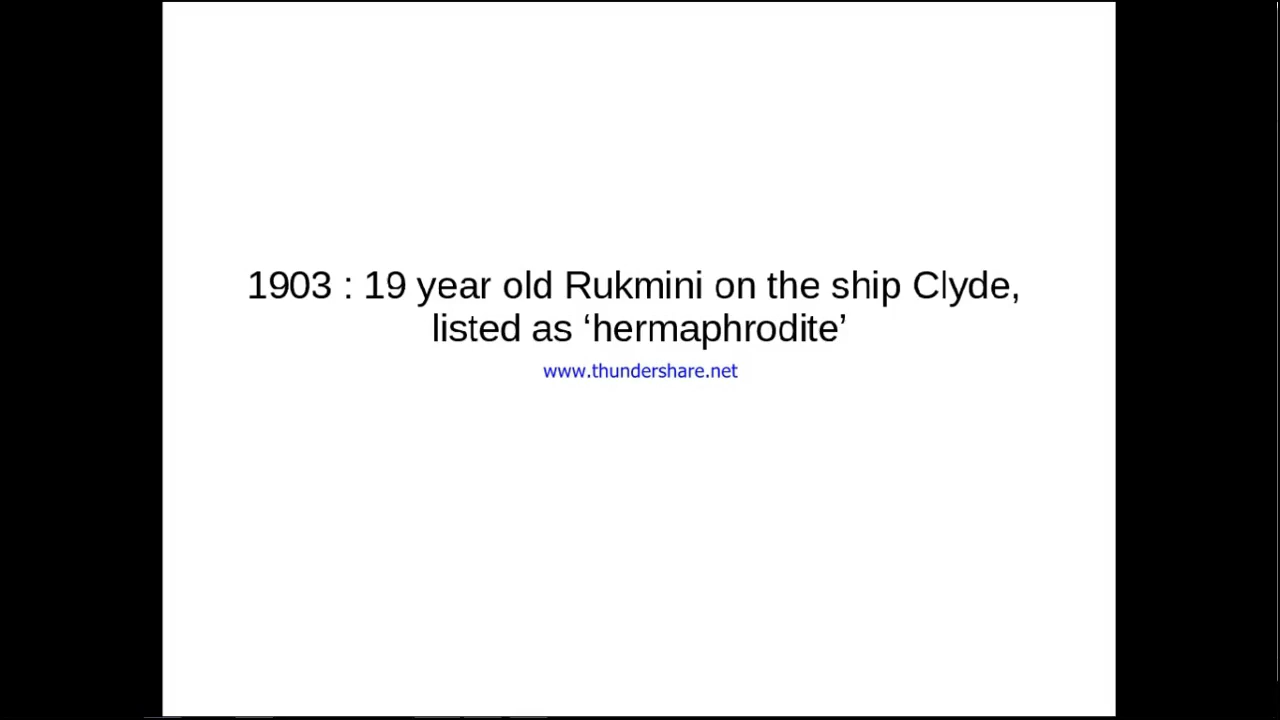 1903 : 19 year old Rukmini on the ship Clyde,
listed as ‘hermaphrodite’
www.thundershare.net